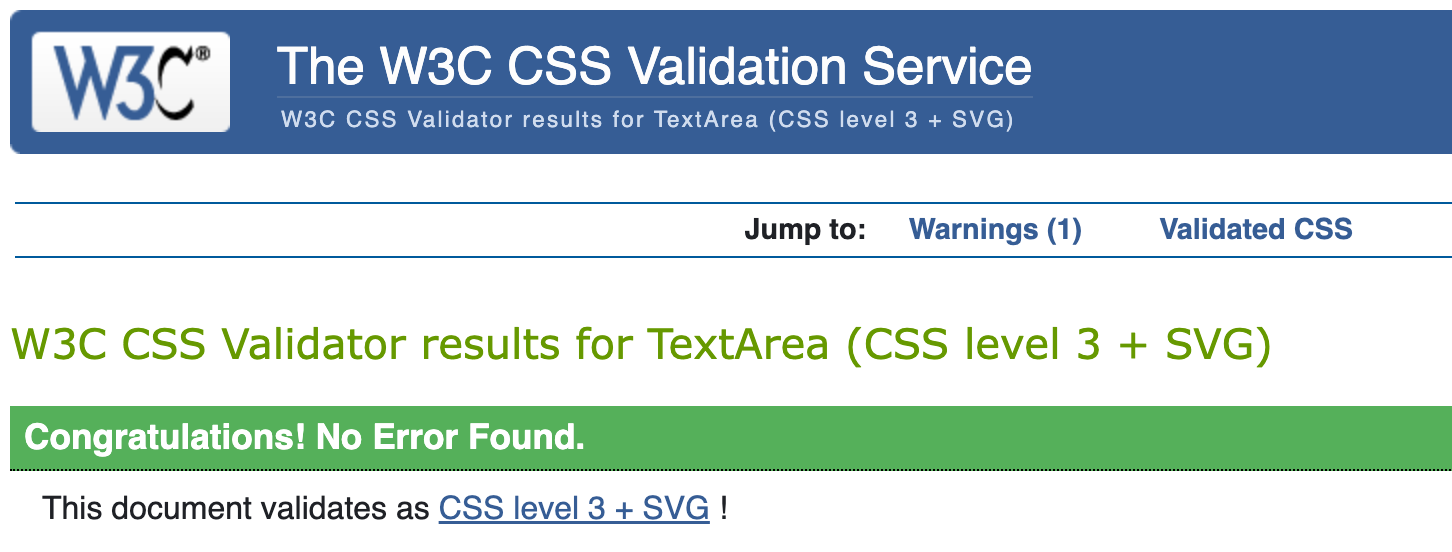 W3C®
The W3C CSS Validation Service
W3C CSS Validator results for TextArea (CSS level 3 + SVG)
Jump to: Warnings (1) Validated CSS
W3C CSS Validator results for TextArea (CSS level 3 + SVG)
Congratulations! No Error Found.
This document validates as CSS level 3 + SVG !